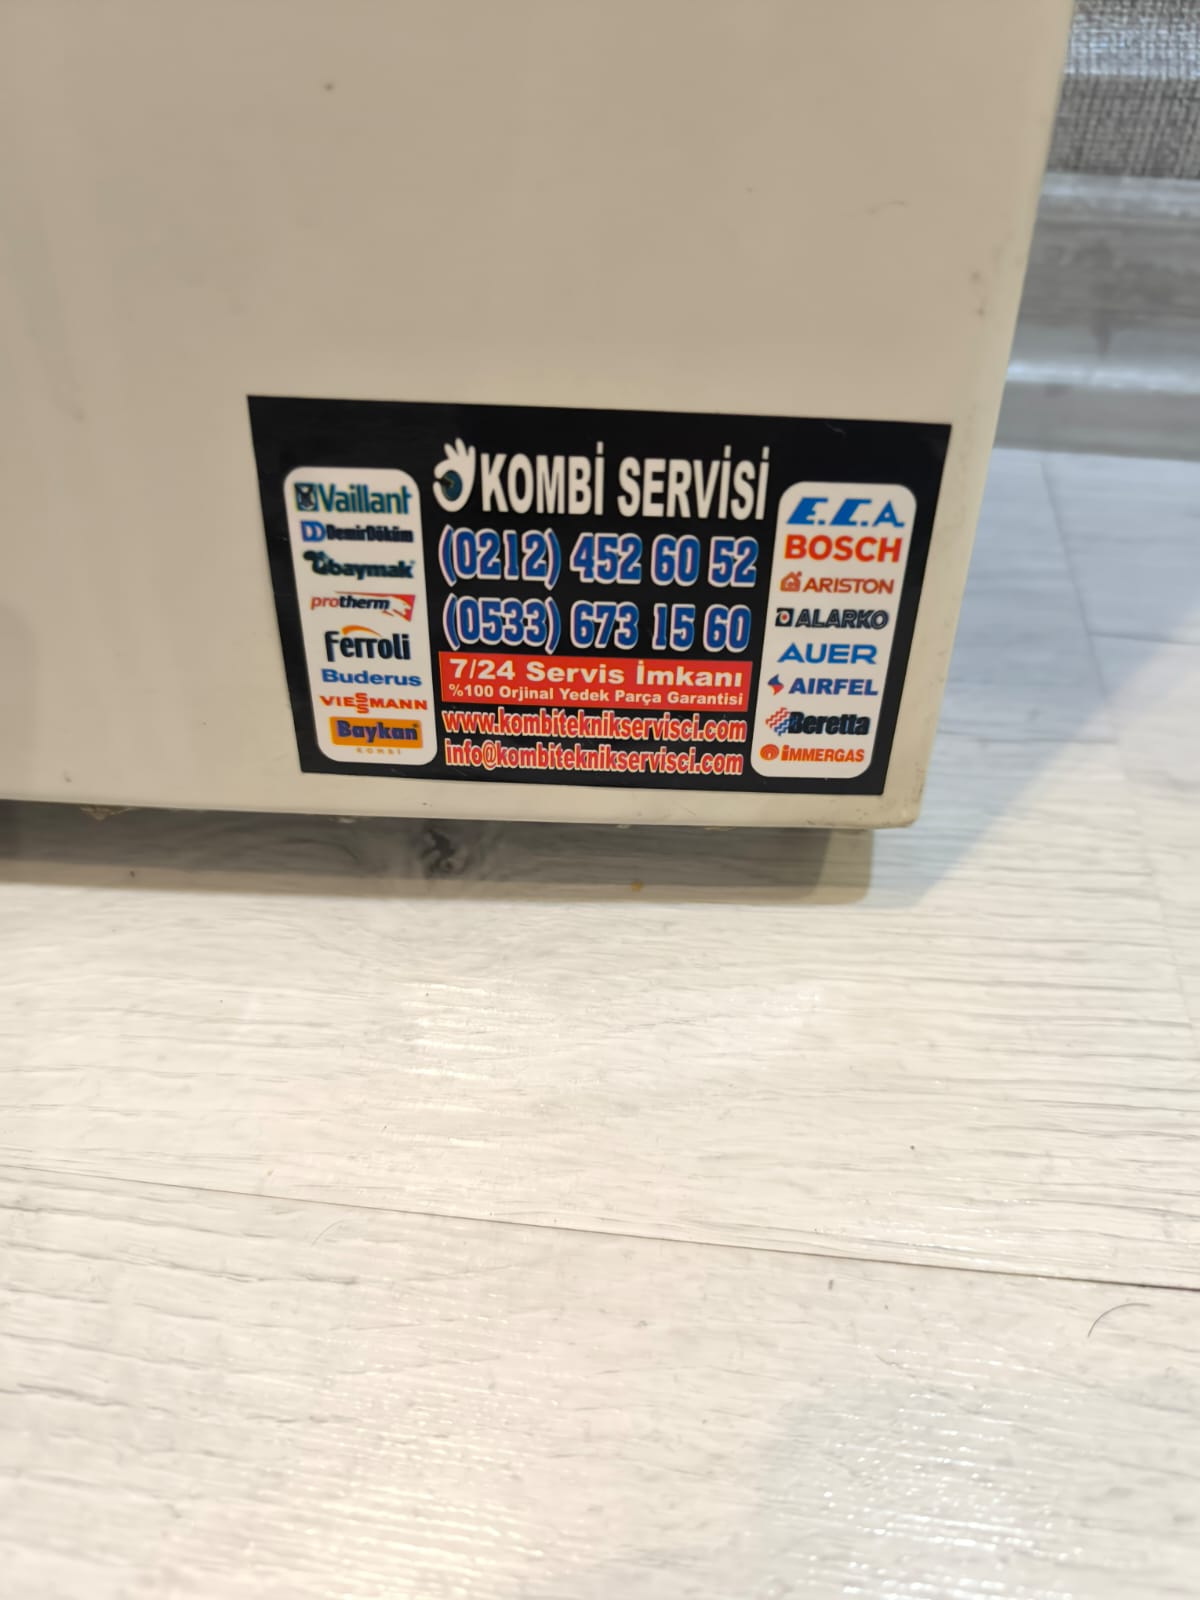 KOMBİ SERVİSİ
(0212) 452 60 52
(0533) 673 15 60
7/24 Servis İmkanı
%100 Orjinal Yedek Parça Garantisi
www.kombiteknikservisci.com
info@kombiteknikservisci.com
Vaillant
DemirDöküm
baymak
protherm
Ferroli
Buderus
VIESSMANN
Baykan
KOMBİ
E.C.A
BOSCH
ARISTON
ALARKO
AUER
AIRFEL
Beretta
iMMERGAS